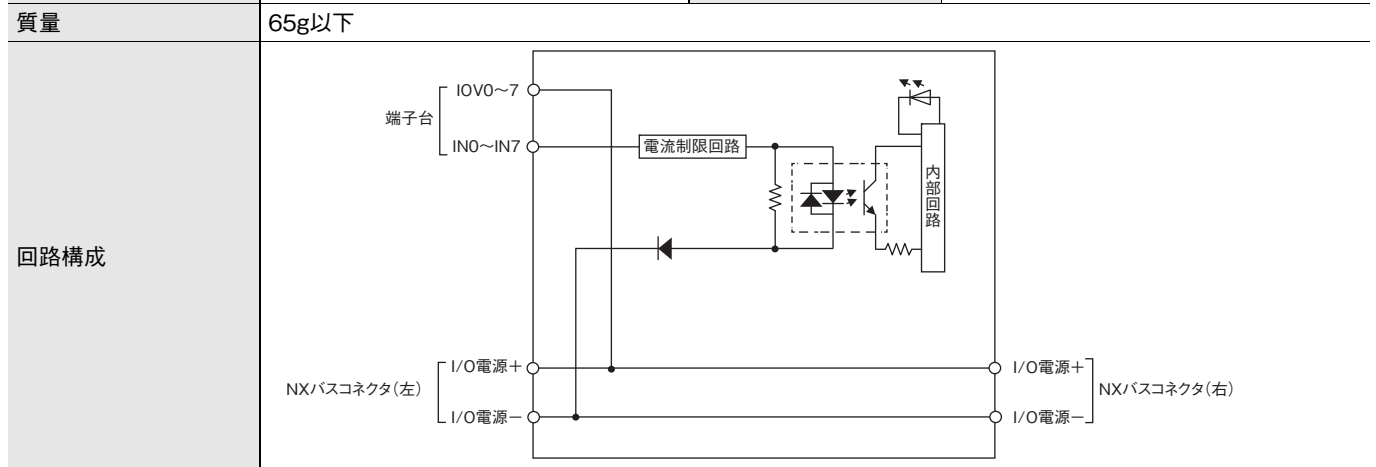 質量
65g以下
回路構成
端子台
IOV0～7
IN0～IN7
電流制限回路
内部回路
NXバスコネクタ(左)
I/O電源＋
I/O電源－
I/O電源＋
I/O電源－
NXバスコネクタ(右)